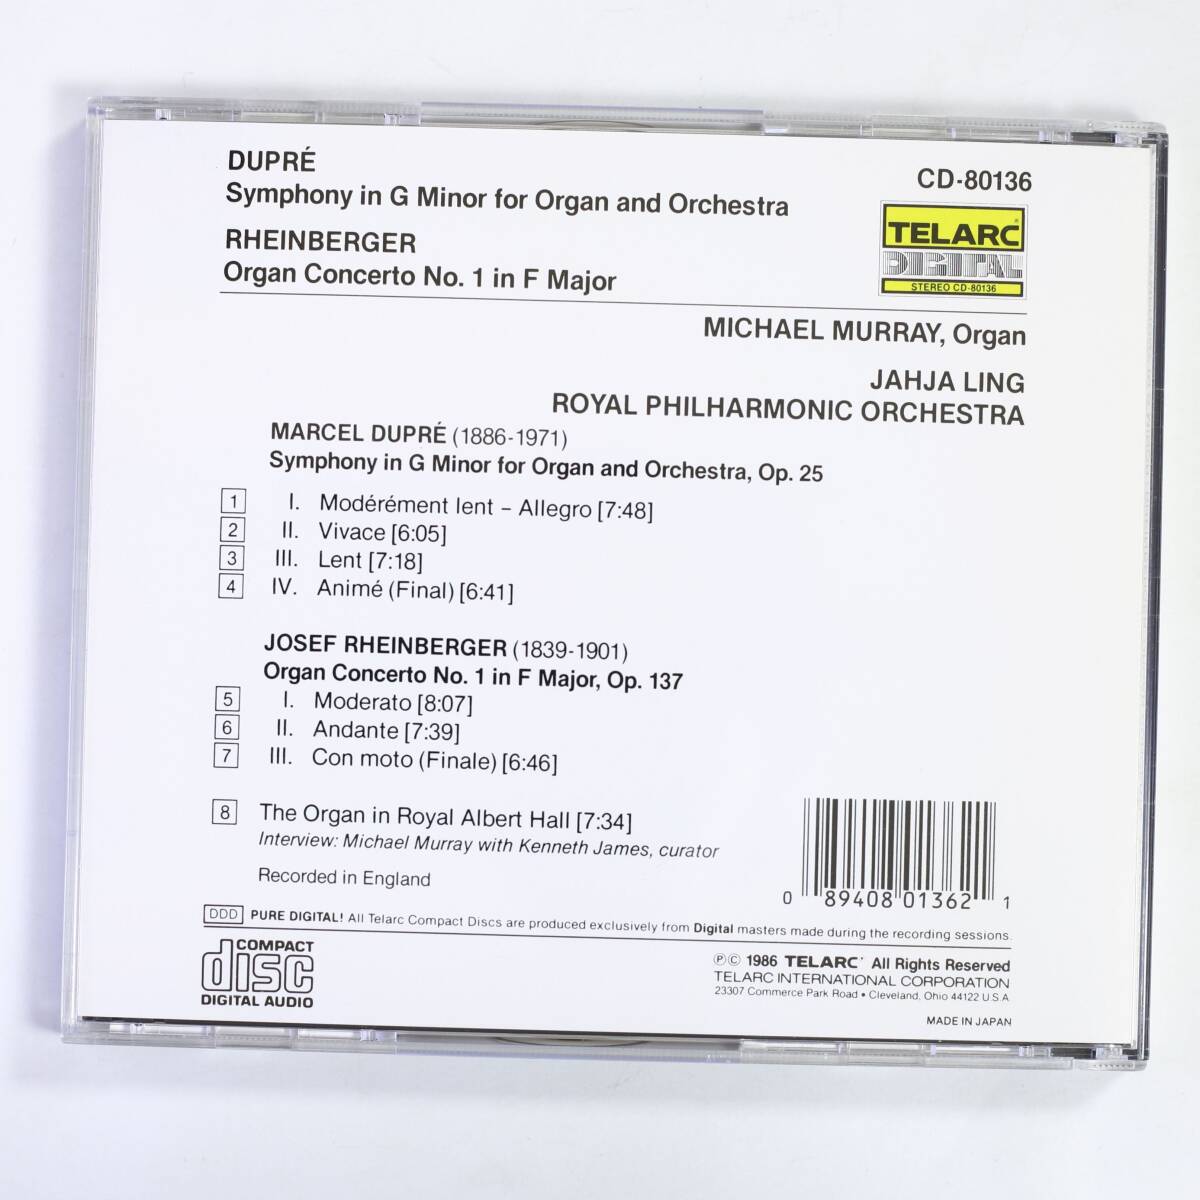 DUPRÉ
Symphony in G Minor for Organ and Orchestra
RHEINBERGER
Organ Concerto No. 1 in F Major
CD-80136
TELARC®
DIGITAL
STEREO CD-80136
MICHAEL MURRAY, Organ
JAHJA LING
ROYAL PHILHARMONIC ORCHESTRA
MARCEL DUPRÉ (1886-1971)
Symphony in G Minor for Organ and Orchestra, Op. 25
1 I. Modérément lent – Allegro [7:48]
2 II. Vivace [6:05]
3 III. Lent [7:18]
4 IV. Animé (Final) [6:41]
JOSEF RHEINBERGER (1839-1901)
Organ Concerto No. 1 in F Major, Op. 137
5 I. Moderato [8:07]
6 II. Andante [7:39]
7 III. Con moto (Finale) [6:46]
8 The Organ in Royal Albert Hall [7:34]
Interview: Michael Murray with Kenneth James, curator
Recorded in England
0 89408 01362 1
DDD PURE DIGITAL! All Telarc Compact Discs are produced exclusively from Digital masters made during the recording sessions.
COMPACT
disc
DIGITAL AUDIO
℗© 1986 TELARC® All Rights Reserved
TELARC INTERNATIONAL CORPORATION
23307 Commerce Park Road • Cleveland, Ohio 44122 U.S.A.
MADE IN JAPAN